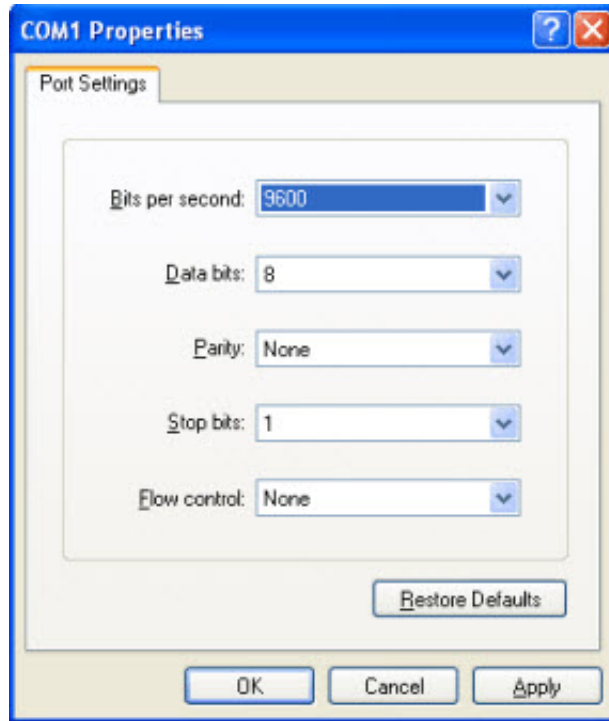 COM1 Properties
Port Settings
Bits per second: 9600
Data bits: 8
Parity: None
Stop bits: 1
Flow control: None
Restore Defaults
OK Cancel Apply